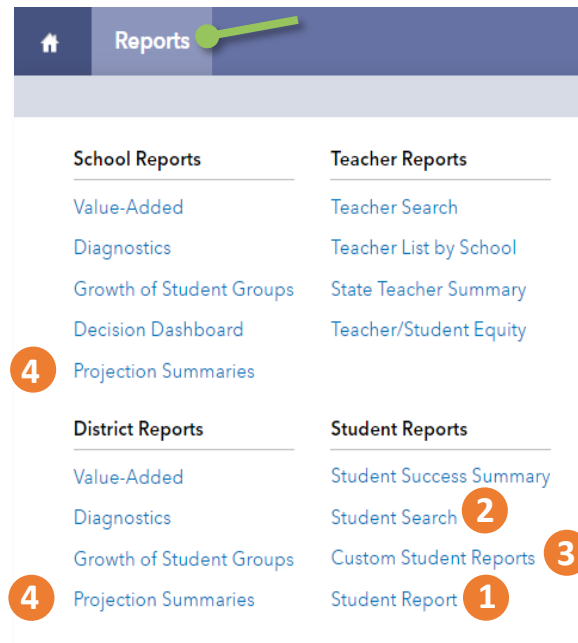 Reports
School Reports
Value-Added
Diagnostics
Growth of Student Groups
Decision Dashboard
4 Projection Summaries
Teacher Reports
Teacher Search
Teacher List by School
State Teacher Summary
Teacher/Student Equity
District Reports
Value-Added
Diagnostics
Growth of Student Groups
4 Projection Summaries
Student Reports
Student Success Summary
Student Search 2
Custom Student Reports 3
Student Report 1